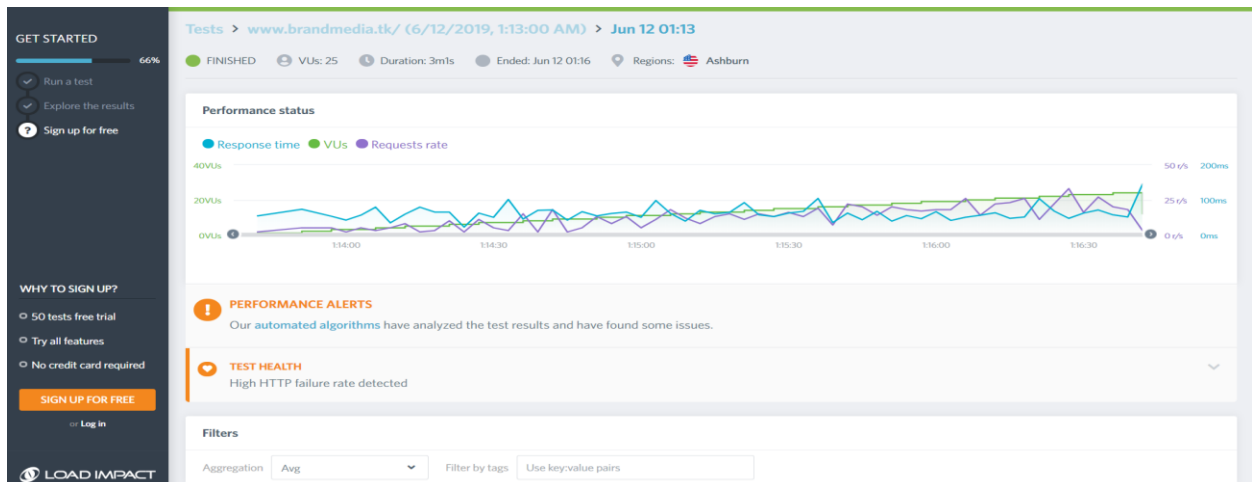 GET STARTED
66%
Run a test
Explore the results
? Sign up for free
WHY TO SIGN UP?
50 tests free trial
Try all features
No credit card required
SIGN UP FOR FREE
or Log in
LOAD IMPACT
Tests > www.brandmedia.tk/ (6/12/2019, 1:13:00 AM) > Jun 12 01:13
FINISHED VUs: 25 Duration: 3m1s Ended: Jun 12 01:16 Regions: Ashburn
Performance status
Response time VUs Requests rate
40VUs 50 r/s 200ms
20VUs 25 r/s 100ms
0VUs 0 r/s 0ms
1:14:00 1:14:30 1:15:00 1:15:30 1:16:00 1:16:30
! PERFORMANCE ALERTS
Our automated algorithms have analyzed the test results and have found some issues.
TEST HEALTH
High HTTP failure rate detected
Filters
Aggregation Avg Filter by tags Use key:value pairs